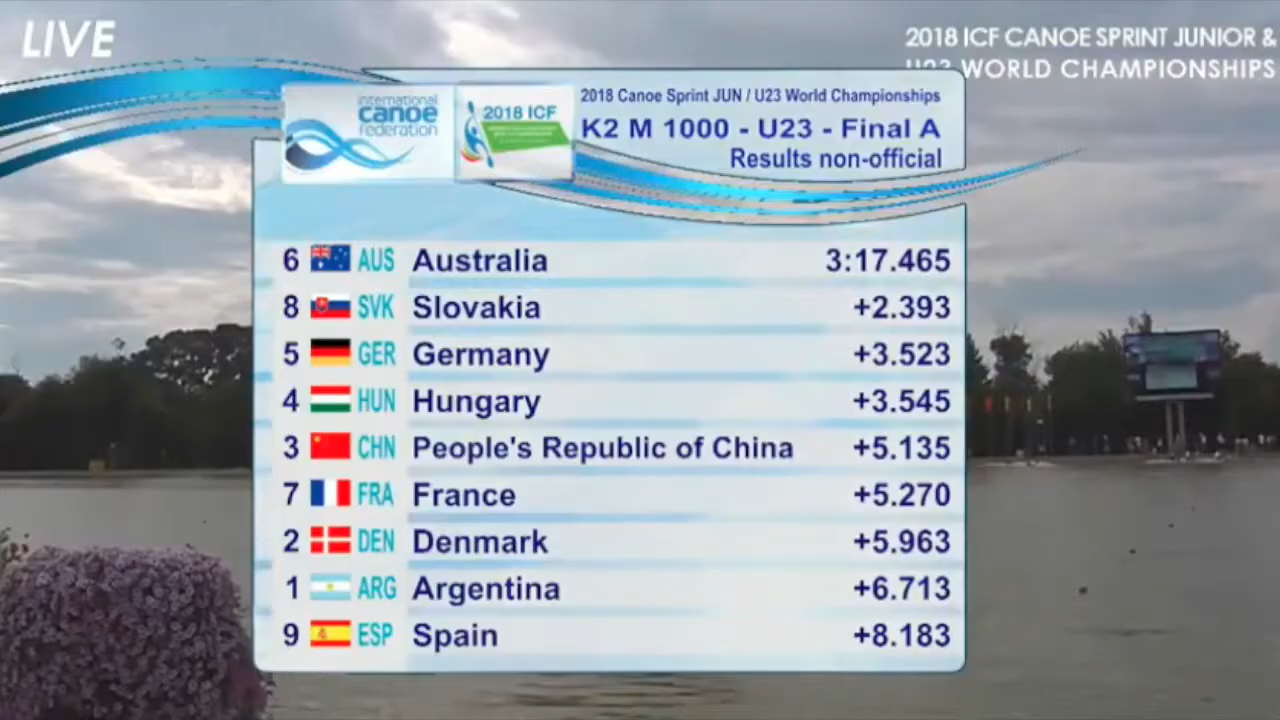 LIVE
2018 ICF CANOE SPRINT JUNIOR &
U23 WORLD CHAMPIONSHIPS
international
canoe
federation
2018 ICF
2018 Canoe Sprint JUN / U23 World Championships
K2 M 1000 - U23 - Final A
Results non-official
6 AUS Australia 3:17.465
8 SVK Slovakia +2.393
5 GER Germany +3.523
4 HUN Hungary +3.545
3 CHN People's Republic of China +5.135
7 FRA France +5.270
2 DEN Denmark +5.963
1 ARG Argentina +6.713
9 ESP Spain +8.183